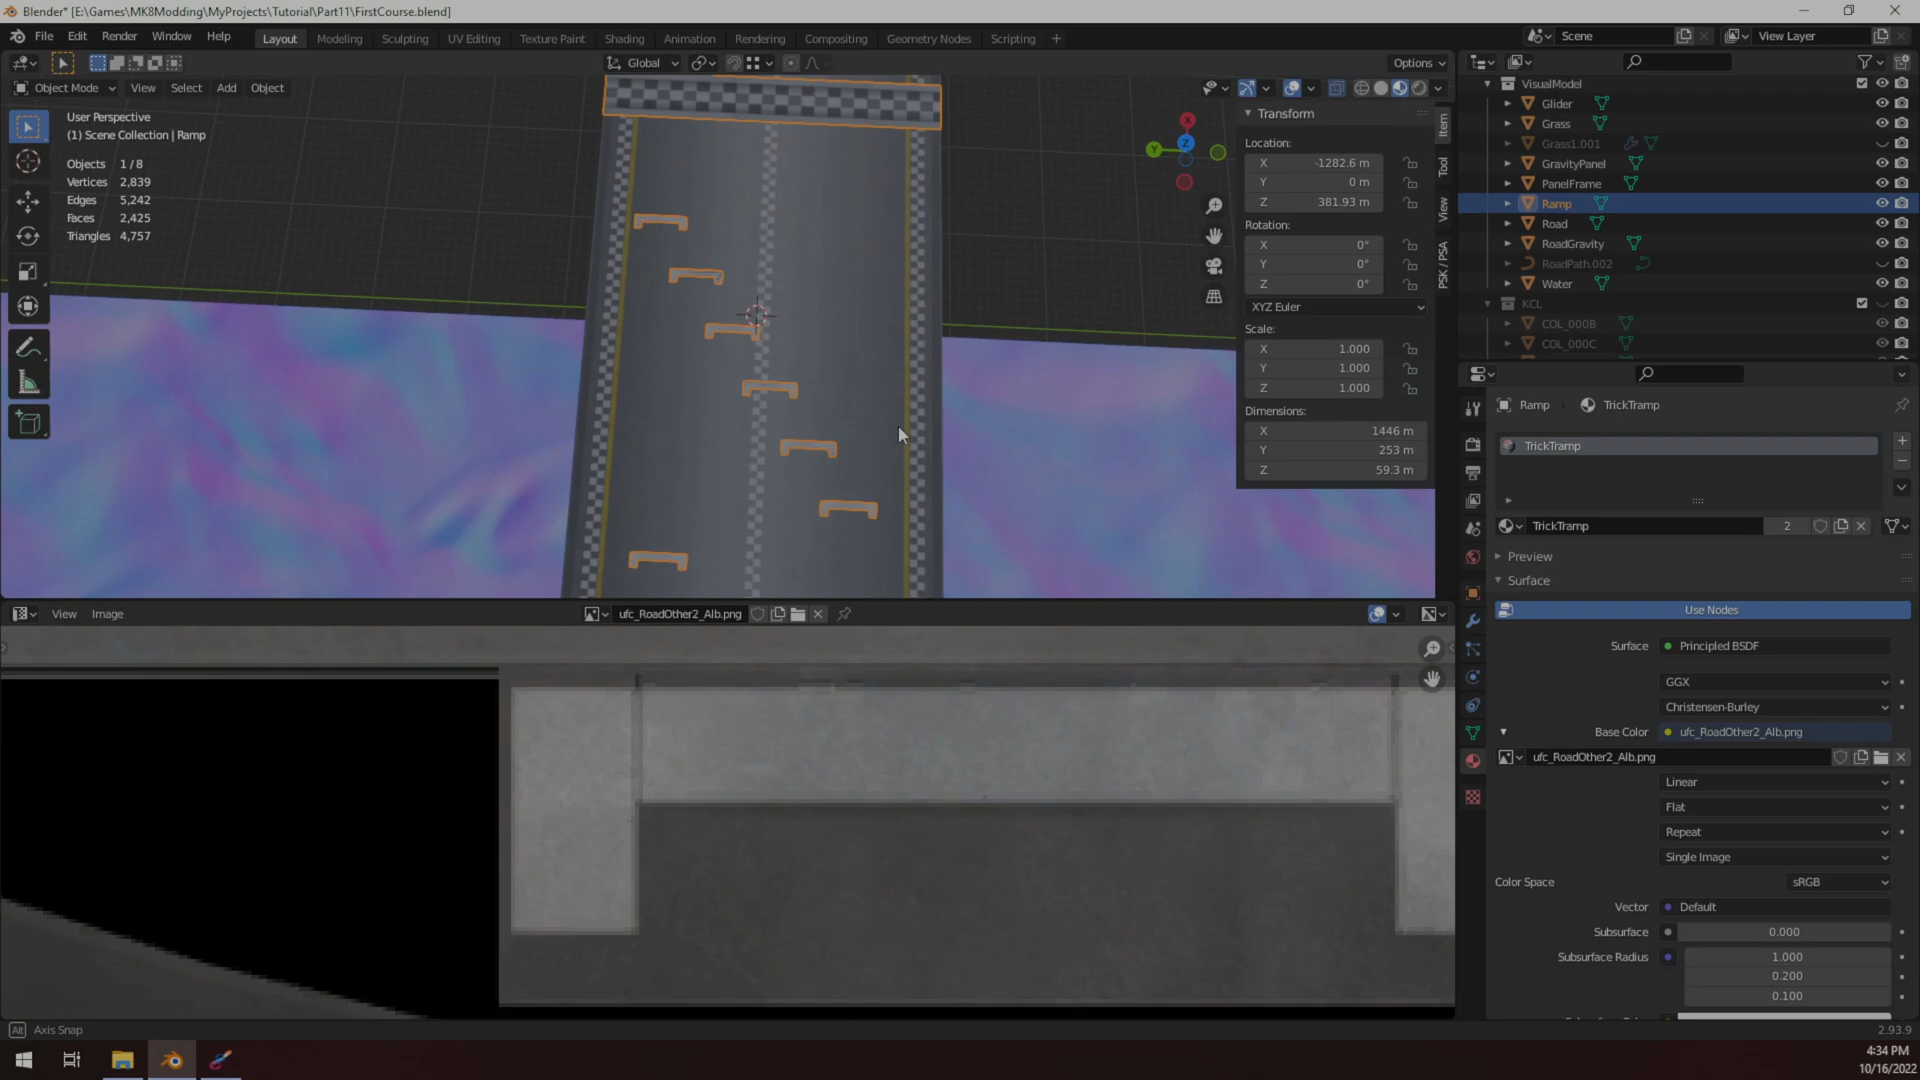 Blender* [E:\Games\MK8Modding\MyProjects\Tutorial\Part11\FirstCourse.blend]
File Edit Render Window Help Layout Modeling Sculpting UV Editing Texture Paint Shading Animation Rendering Compositing Geometry Nodes Scripting + Scene View Layer
Global Options
Object Mode View Select Add Object
User Perspective
(1) Scene Collection | Ramp
Objects 1 / 8
Vertices 2,839
Edges 5,242
Faces 2,425
Triangles 4,757
X
Y
Z
Transform
Location:
X -1282.6 m
Y 0 m
Z 381.93 m
Rotation:
X 0°
Y 0°
Z 0°
XYZ Euler
Scale:
X 1.000
Y 1.000
Z 1.000
Dimensions:
X 1446 m
Y 253 m
Z 59.3 m
Item
Tool
View
PSK / PSA
VisualModel
Glider
Grass
Grass1.001
GravityPanel
PanelFrame
Ramp
Road
RoadGravity
RoadPath.002
Water
KCL
COL_000B
COL_000C
Ramp TrickTramp
TrickTramp
TrickTramp 2
Preview
Surface
Use Nodes
Surface Principled BSDF
GGX
Christensen-Burley
Base Color ufc_RoadOther2_Alb.png
ufc_RoadOther2_Alb.png
Linear
Flat
Repeat
Single Image
Color Space sRGB
Vector Default
Subsurface 0.000
Subsurface Radius 1.000
0.200
0.100
View Image ufc_RoadOther2_Alb.png
Alt Axis Snap
2.93.9
4:34 PM
10/16/2022